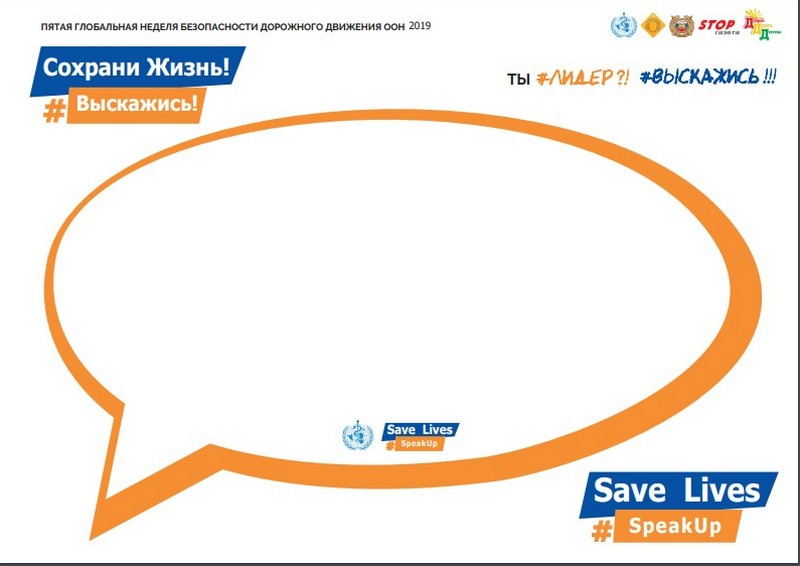 ПЯТАЯ ГЛОБАЛЬНАЯ НЕДЕЛЯ БЕЗОПАСНОСТИ ДОРОЖНОГО ДВИЖЕНИЯ ООН 2019
STOP
газета
Сохрани Жизнь!
# Выскажись!
ТЫ #ЛИДЕР?! #ВЫСКАЖИСЬ!!!
Save Lives
# SpeakUp
Save Lives
# SpeakUp